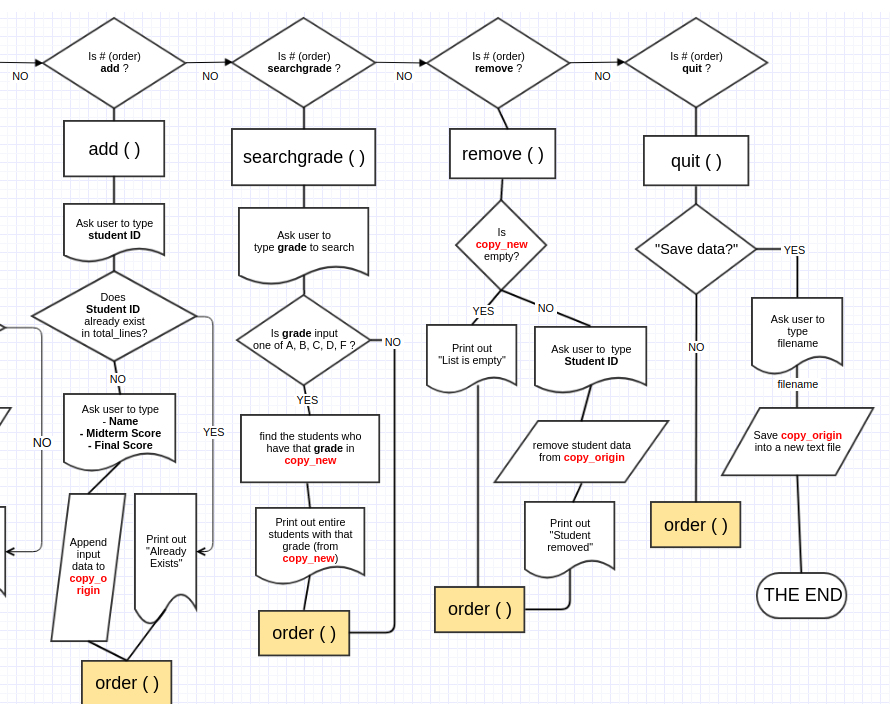 Is # (order)
add ?
Is # (order)
searchgrade ?
Is # (order)
remove ?
Is # (order)
quit ?
NO
NO
NO
NO
add ( )
searchgrade ( )
remove ( )
quit ( )
Ask user to type
student ID
Does
Student ID
already exist
in total_lines?
NO
YES
NO
Ask user to type
- Name
- Midterm Score
- Final Score
Append
input
data to
copy_o
rigin
Print out
"Already
Exists"
order ( )
Ask user to
type grade to search
Is grade input
one of A, B, C, D, F ?
NO
YES
find the students who
have that grade in
copy_new
Print out entire
students with that
grade (from
copy_new)
order ( )
Is
copy_new
empty?
YES
NO
Print out
"List is empty"
Ask user to type
Student ID
remove student data
from copy_origin
Print out
"Student
removed"
order ( )
"Save data?"
YES
NO
Ask user to
type
filename
filename
Save copy_origin
into a new text file
order ( )
THE END